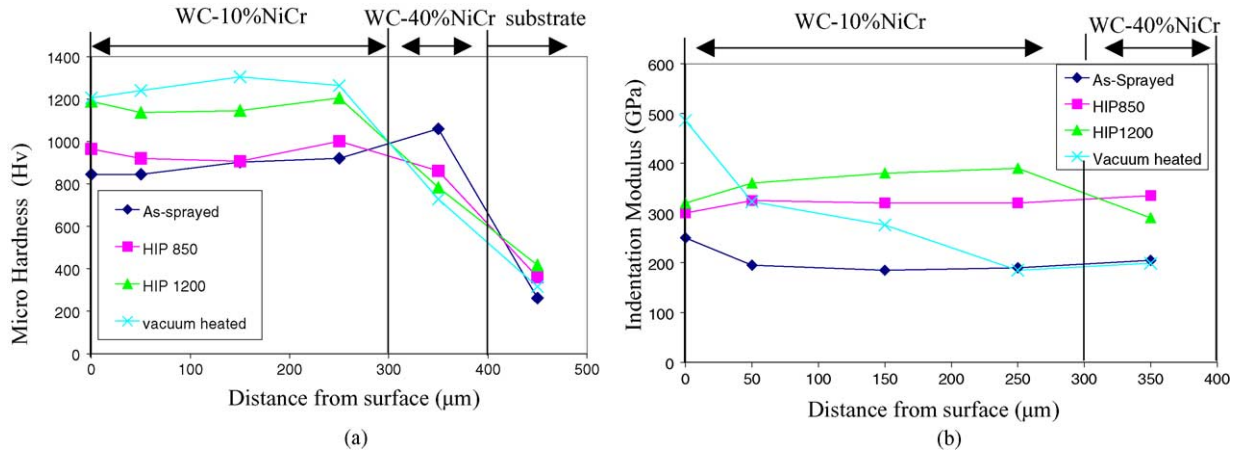 WC-10%NiCr WC-40%NiCr substrate
1400
1200
1000
800
600
400
200
0
Micro Hardness (Hv)
As-sprayed
HIP 850
HIP 1200
vacuum heated
0 100 200 300 400 500
Distance from surface (μm)
(a)
WC-10%NiCr WC-40%NiCr
600
500
400
300
200
100
0
Indentation Modulus (GPa)
As-Sprayed
HIP850
HIP1200
Vacuum heated
0 50 100 150 200 250 300 350 400
Distance from surface (μm)
(b)